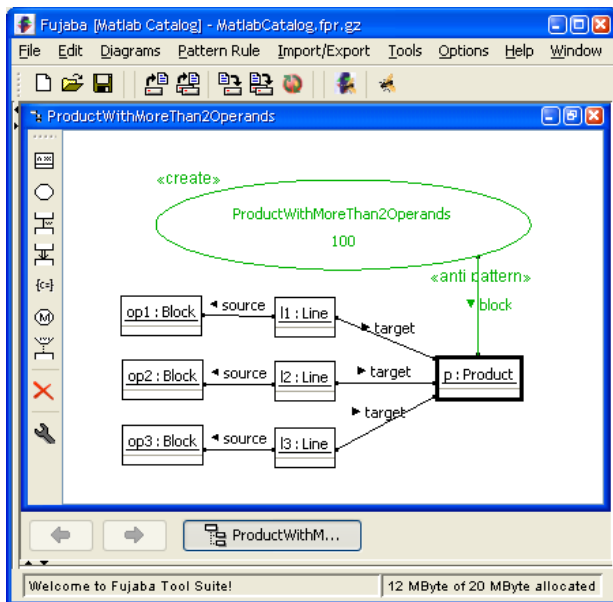 Fujaba [Matlab Catalog] - MatlabCatalog.fpr.gz
File Edit Diagrams Pattern Rule Import/Export Tools Options Help Window
ProductWithMoreThan2Operands
«create»
ProductWithMoreThan2Operands
100
«anti pattern»
block
op1 : Block
source
l1 : Line
target
op2 : Block
source
l2 : Line
target
p : Product
op3 : Block
source
l3 : Line
target
{c=}
M
ProductWithM...
Welcome to Fujaba Tool Suite!
12 MByte of 20 MByte allocated